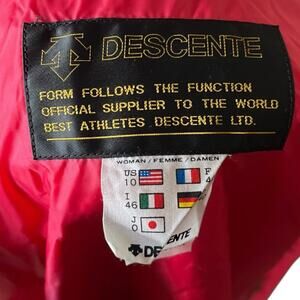 DESCENTE
FORM FOLLOWS THE FUNCTION
OFFICIAL SUPPLIER TO THE WORLD
BEST ATHLETES DESCENTE LTD.
WOMAN / FEMME / DAMEN
US F
10
I
46
J
0
DESCENTE